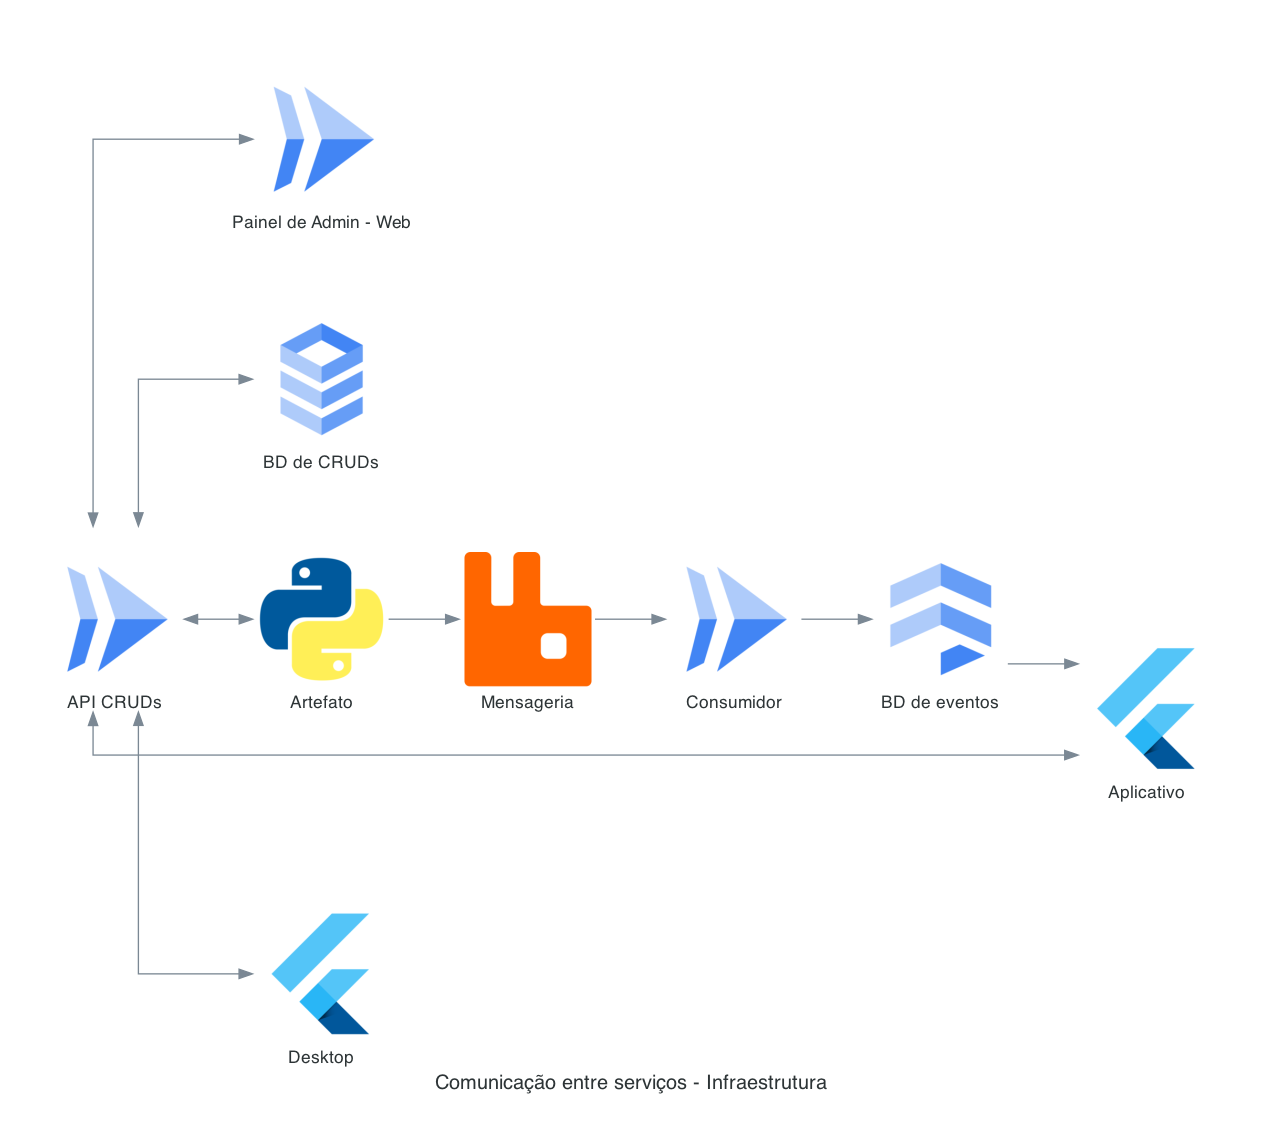 Painel de Admin - Web
BD de CRUDs
API CRUDs
Artefato
Mensageria
Consumidor
BD de eventos
Aplicativo
Desktop
Comunicação entre serviços - Infraestrutura